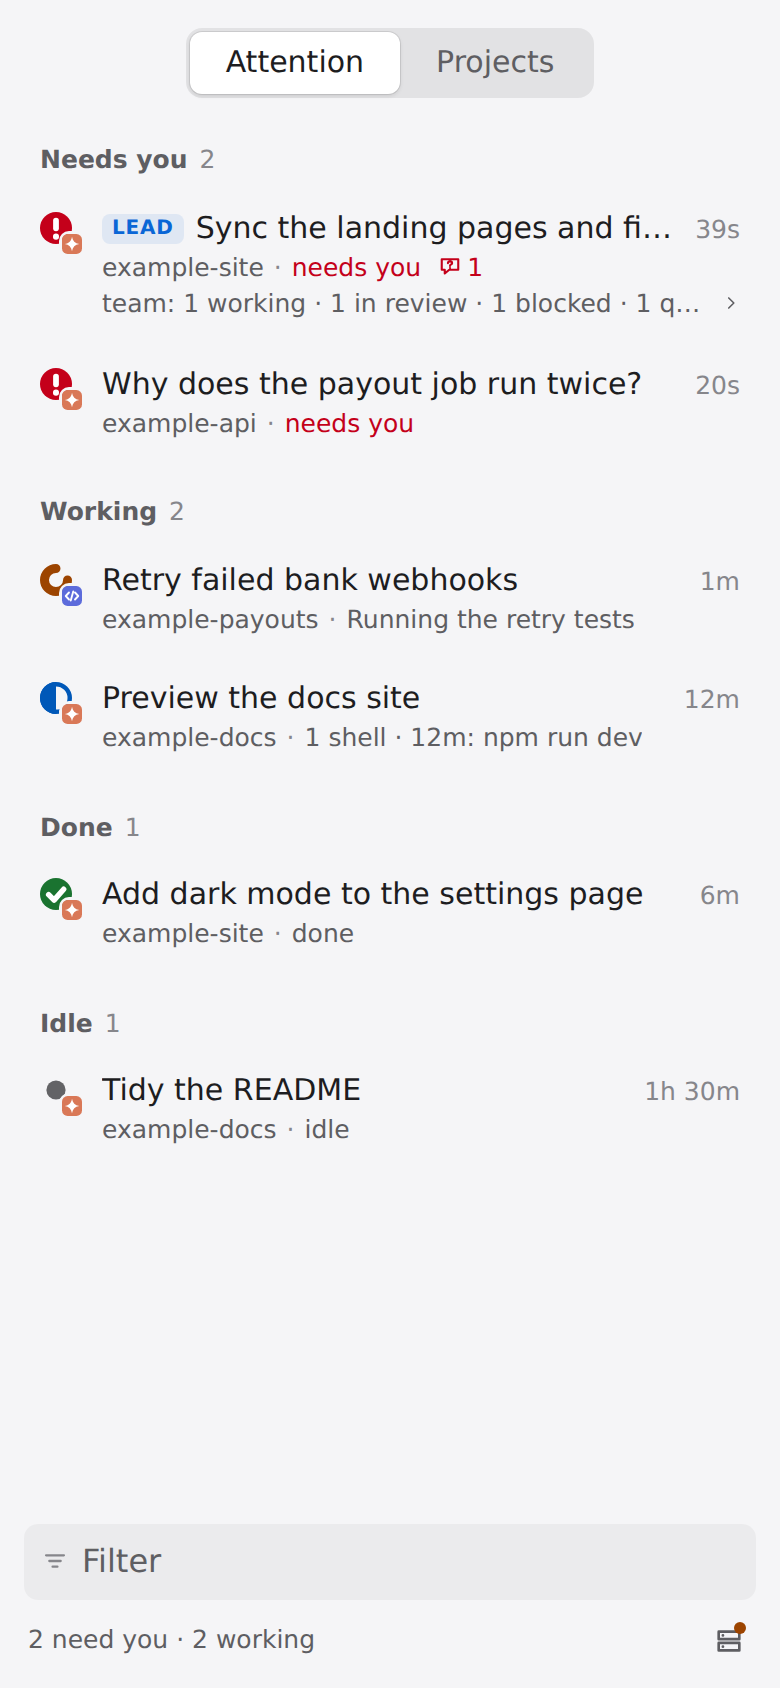 Attention Projects
Needs you 2
LEAD Sync the landing pages and fi... 39s
example-site · needs you 1
team: 1 working · 1 in review · 1 blocked · 1 q...
Why does the payout job run twice? 20s
example-api · needs you
Working 2
Retry failed bank webhooks 1m
example-payouts · Running the retry tests
Preview the docs site 12m
example-docs · 1 shell · 12m: npm run dev
Done 1
Add dark mode to the settings page 6m
example-site · done
Idle 1
Tidy the README 1h 30m
example-docs · idle
Filter
2 need you · 2 working